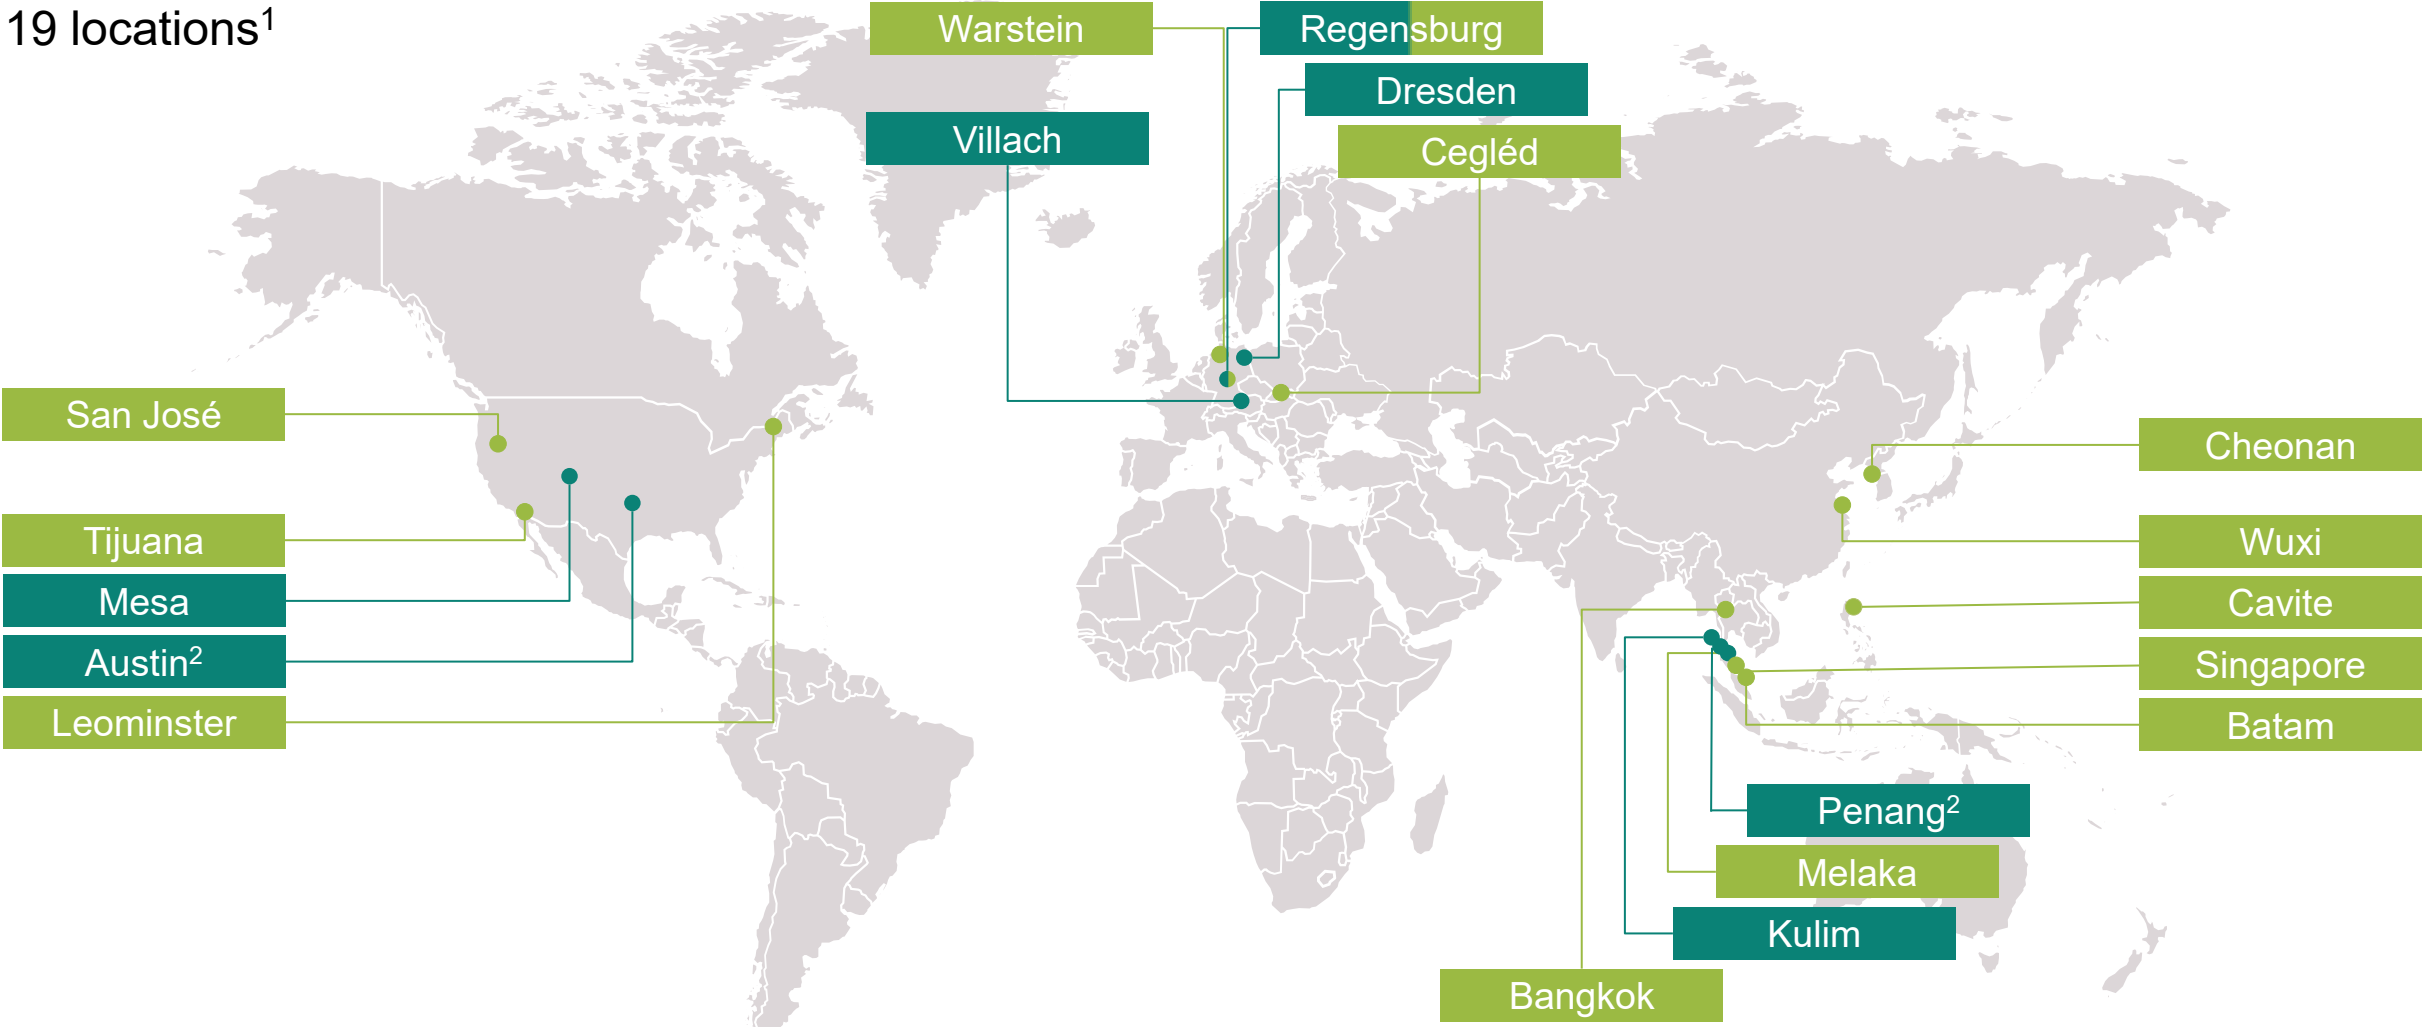 19 locations¹
Warstein
Regensburg
Dresden
Villach
Cegléd
San José
Tijuana
Mesa
Austin²
Leominster
Cheonan
Wuxi
Cavite
Singapore
Batam
Penang²
Melaka
Kulim
Bangkok